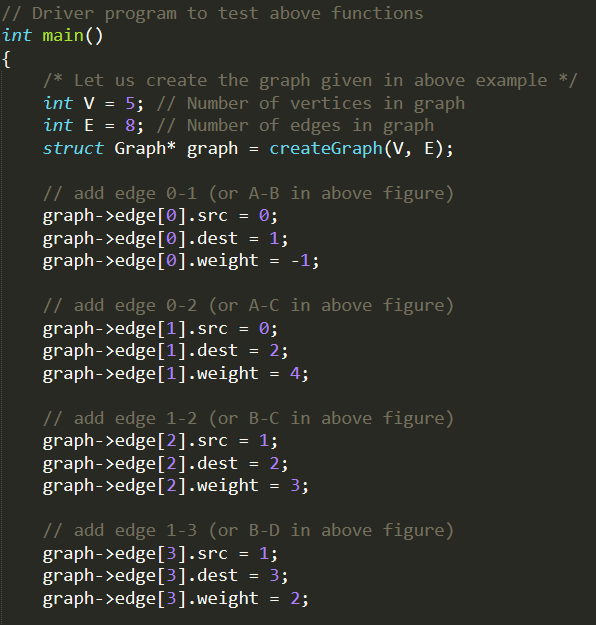 // Driver program to test above functions
int main()
{
    /* Let us create the graph given in above example */
    int V = 5; // Number of vertices in graph
    int E = 8; // Number of edges in graph
    struct Graph* graph = createGraph(V, E);

    // add edge 0-1 (or A-B in above figure)
    graph->edge[0].src = 0;
    graph->edge[0].dest = 1;
    graph->edge[0].weight = -1;

    // add edge 0-2 (or A-C in above figure)
    graph->edge[1].src = 0;
    graph->edge[1].dest = 2;
    graph->edge[1].weight = 4;

    // add edge 1-2 (or B-C in above figure)
    graph->edge[2].src = 1;
    graph->edge[2].dest = 2;
    graph->edge[2].weight = 3;

    // add edge 1-3 (or B-D in above figure)
    graph->edge[3].src = 1;
    graph->edge[3].dest = 3;
    graph->edge[3].weight = 2;